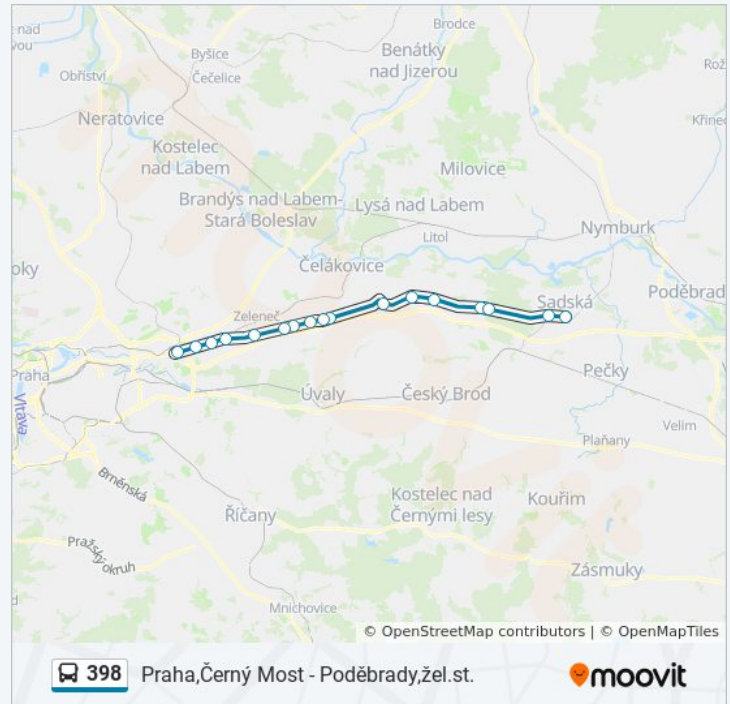 Brodce
nad
ou
Byšice
Benátky
nad Jizerou
Obříství
Čečelice
Rož
Neratovice
Křinec
Kostelec
nad Labem
Milovice
Brandýs nad Labem-
Stará Boleslav
Lysá nad Labem
Litol
Nymburk
oky
Čelákovice
Poděbrad
Sadská
Zeleneč
Praha
Pečky
Vltava
Úvaly
Český Brod
Velim
Plaňany
Brněnská
Kostelec nad
Černými lesy
Kouřim
Říčany
Pražský
okruh
Zásmuky
d
Mnichovice
© OpenStreetMap contributors | © OpenMapTiles
398 Praha,Černý Most - Poděbrady,žel.st.
moovit